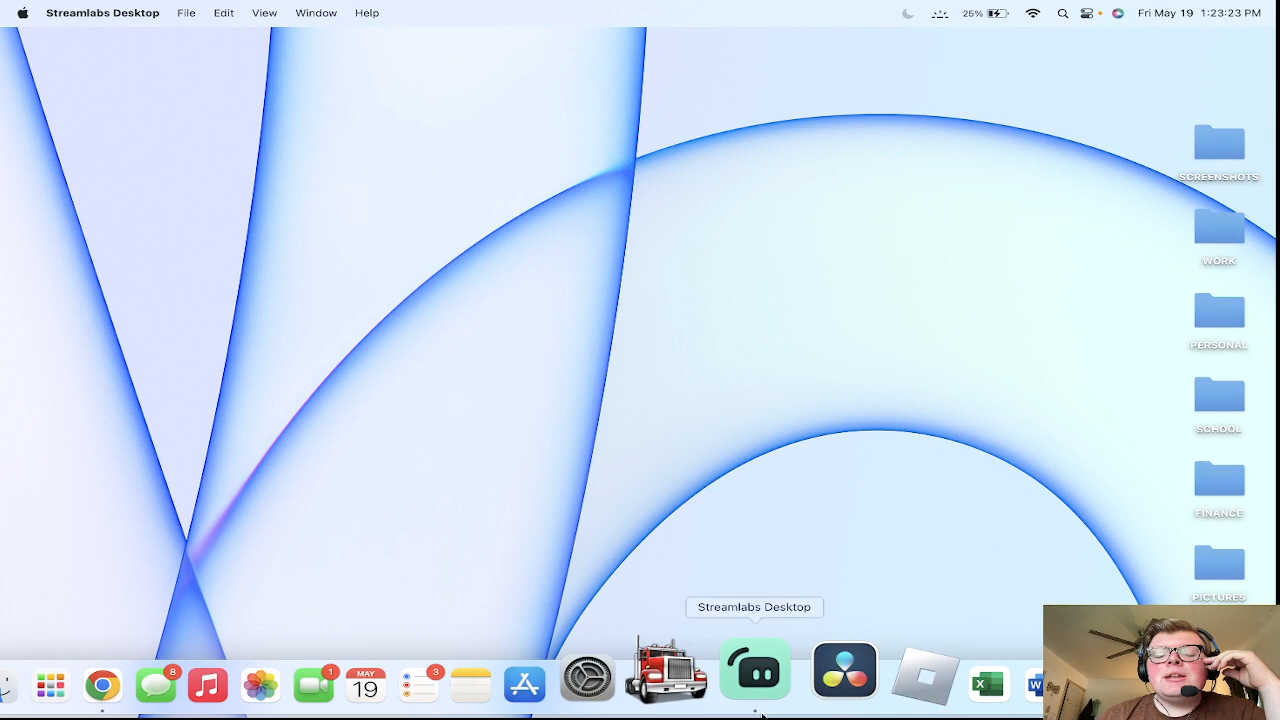 Streamlabs Desktop File Edit View Window Help 25% Fri May 19 1:23:23 PM
SCREENSHOTS
WORK
PERSONAL
SCHOOL
FINANCE
PICTURES
Streamlabs Desktop
8
1
MAY
19
3
X
W